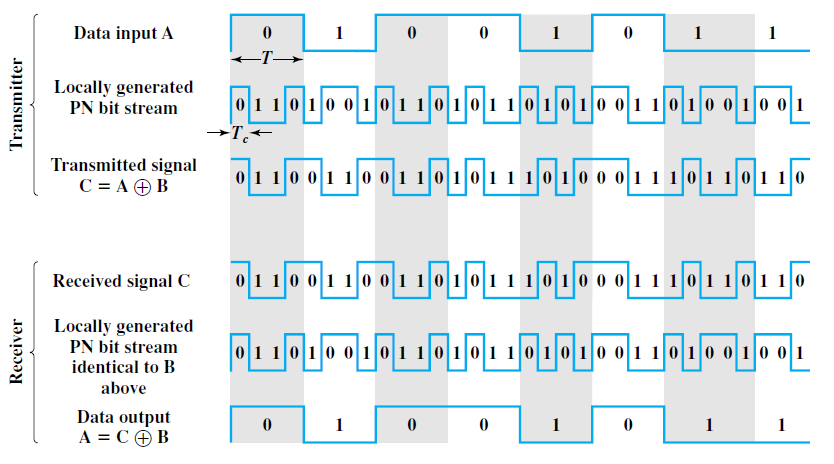 Transmitter
Data input A 0 1 0 0 1 0 1 1
T
Locally generated
PN bit stream
0 1 1 0 1 0 0 1 0 1 1 0 1 0 1 1 0 1 0 1 0 0 1 1 0 1 0 0 1 0 0 1
Tc
Transmitted signal
C = A ⊕ B
0 1 1 0 0 1 1 0 0 1 1 0 1 0 1 1 1 0 1 0 0 0 1 1 1 0 1 1 0 1 1 0
Receiver
Received signal C 0 1 1 0 0 1 1 0 0 1 1 0 1 0 1 1 1 0 1 0 0 0 1 1 1 0 1 1 0 1 1 0
Locally generated
PN bit stream
identical to B
above
0 1 1 0 1 0 0 1 0 1 1 0 1 0 1 1 0 1 0 1 0 0 1 1 0 1 0 0 1 0 0 1
Data output
A = C ⊕ B
0 1 0 0 1 0 1 1